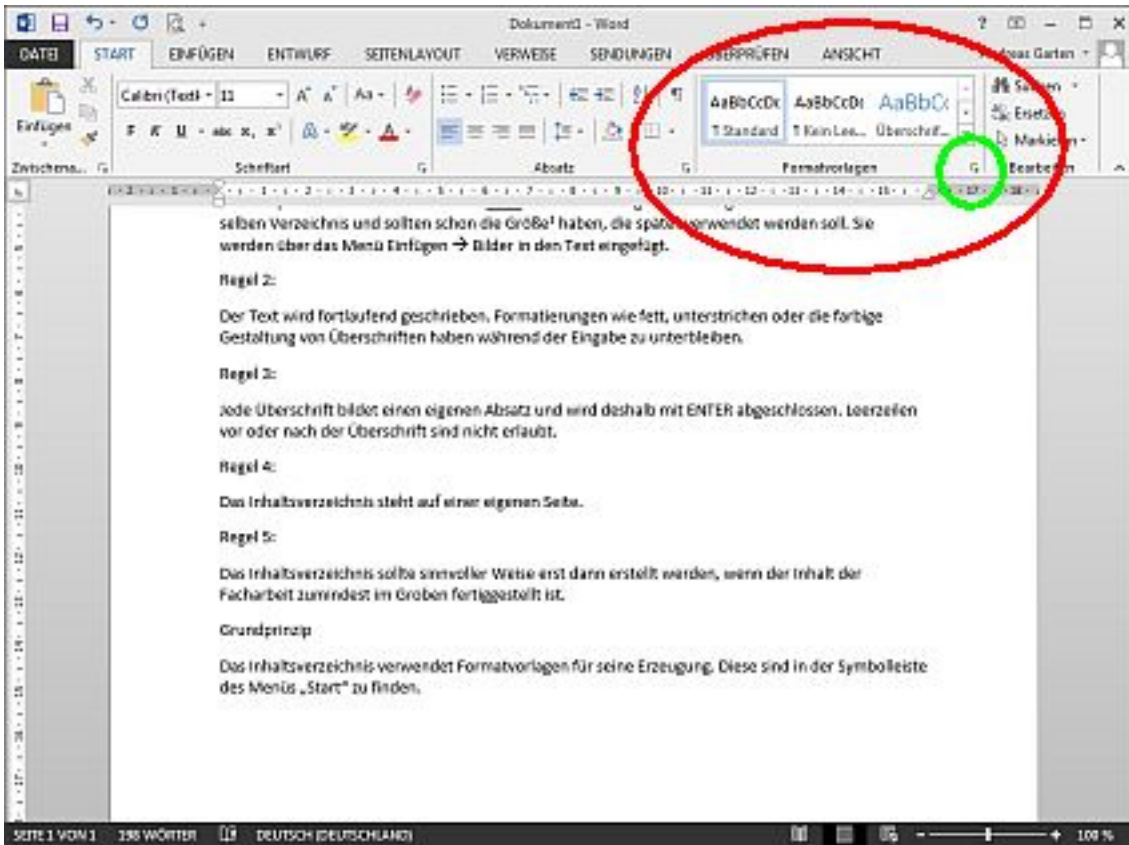 Dokument1 - Word
DATEI START EINFÜGEN ENTWURF SEITENLAYOUT VERWEISE SENDUNGEN ÜBERPRÜFEN ANSICHT Andreas Garten
Calibri (Textk 11 Aa
AaBbCcDc AaBbCcDc AaBbCc
Suchen
Ersetzen
Einfügen
F K U abc x, x²
¶ Standard ¶ Kein Lee... Überschrif...
Markieren
Zwischena... Schriftart Absatz Formatvorlagen Bearbeiten
selben Verzeichnis und sollten schon die Größe¹ haben, die später verwendet werden soll. Sie
werden über das Menü Einfügen → Bilder in den Text eingefügt.
Regel 2:
Der Text wird fortlaufend geschrieben. Formatierungen wie fett, unterstrichen oder die farbige
Gestaltung von Überschriften haben während der Eingabe zu unterbleiben.
Regel 3:
Jede Überschrift bildet einen eigenen Absatz und wird deshalb mit ENTER abgeschlossen. Leerzeilen
vor oder nach der Überschrift sind nicht erlaubt.
Regel 4:
Das Inhaltsverzeichnis steht auf einer eigenen Seite.
Regel 5:
Das Inhaltsverzeichnis sollte sinnvoller Weise erst dann erstellt werden, wenn der Inhalt der
Facharbeit zumindest im Groben fertiggestellt ist.
Grundprinzip
Das Inhaltsverzeichnis verwendet Formatvorlagen für seine Erzeugung. Diese sind in der Symbolleiste
des Menüs „Start“ zu finden.
SEITE 1 VON 1 198 WÖRTER DEUTSCH (DEUTSCHLAND) 100 %